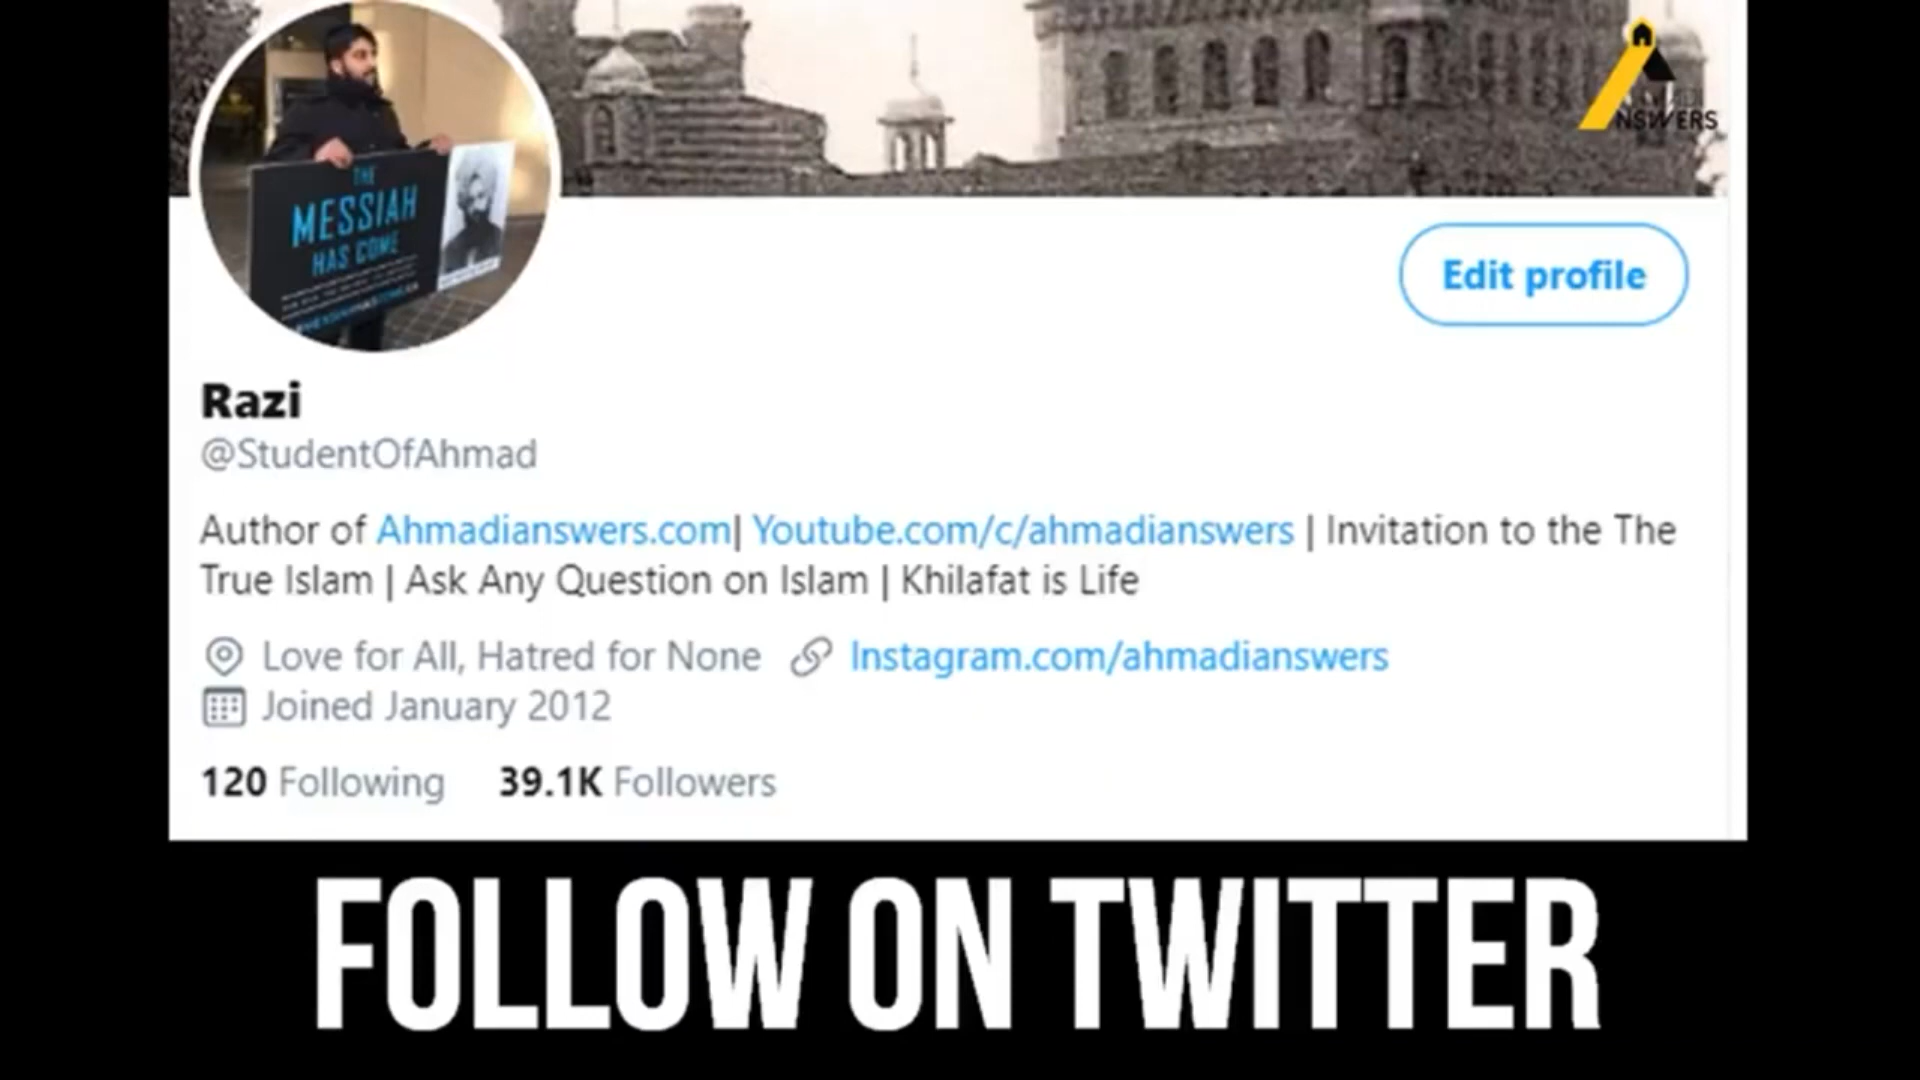 NSWERS
THE
MESSIAH
HAS COME
Edit profile
Razi
@StudentOfAhmad
Author of Ahmadianswers.com| Youtube.com/c/ahmadianswers | Invitation to the The
True Islam | Ask Any Question on Islam | Khilafat is Life
Love for All, Hatred for None Instagram.com/ahmadianswers
Joined January 2012
120 Following 39.1K Followers
FOLLOW ON TWITTER